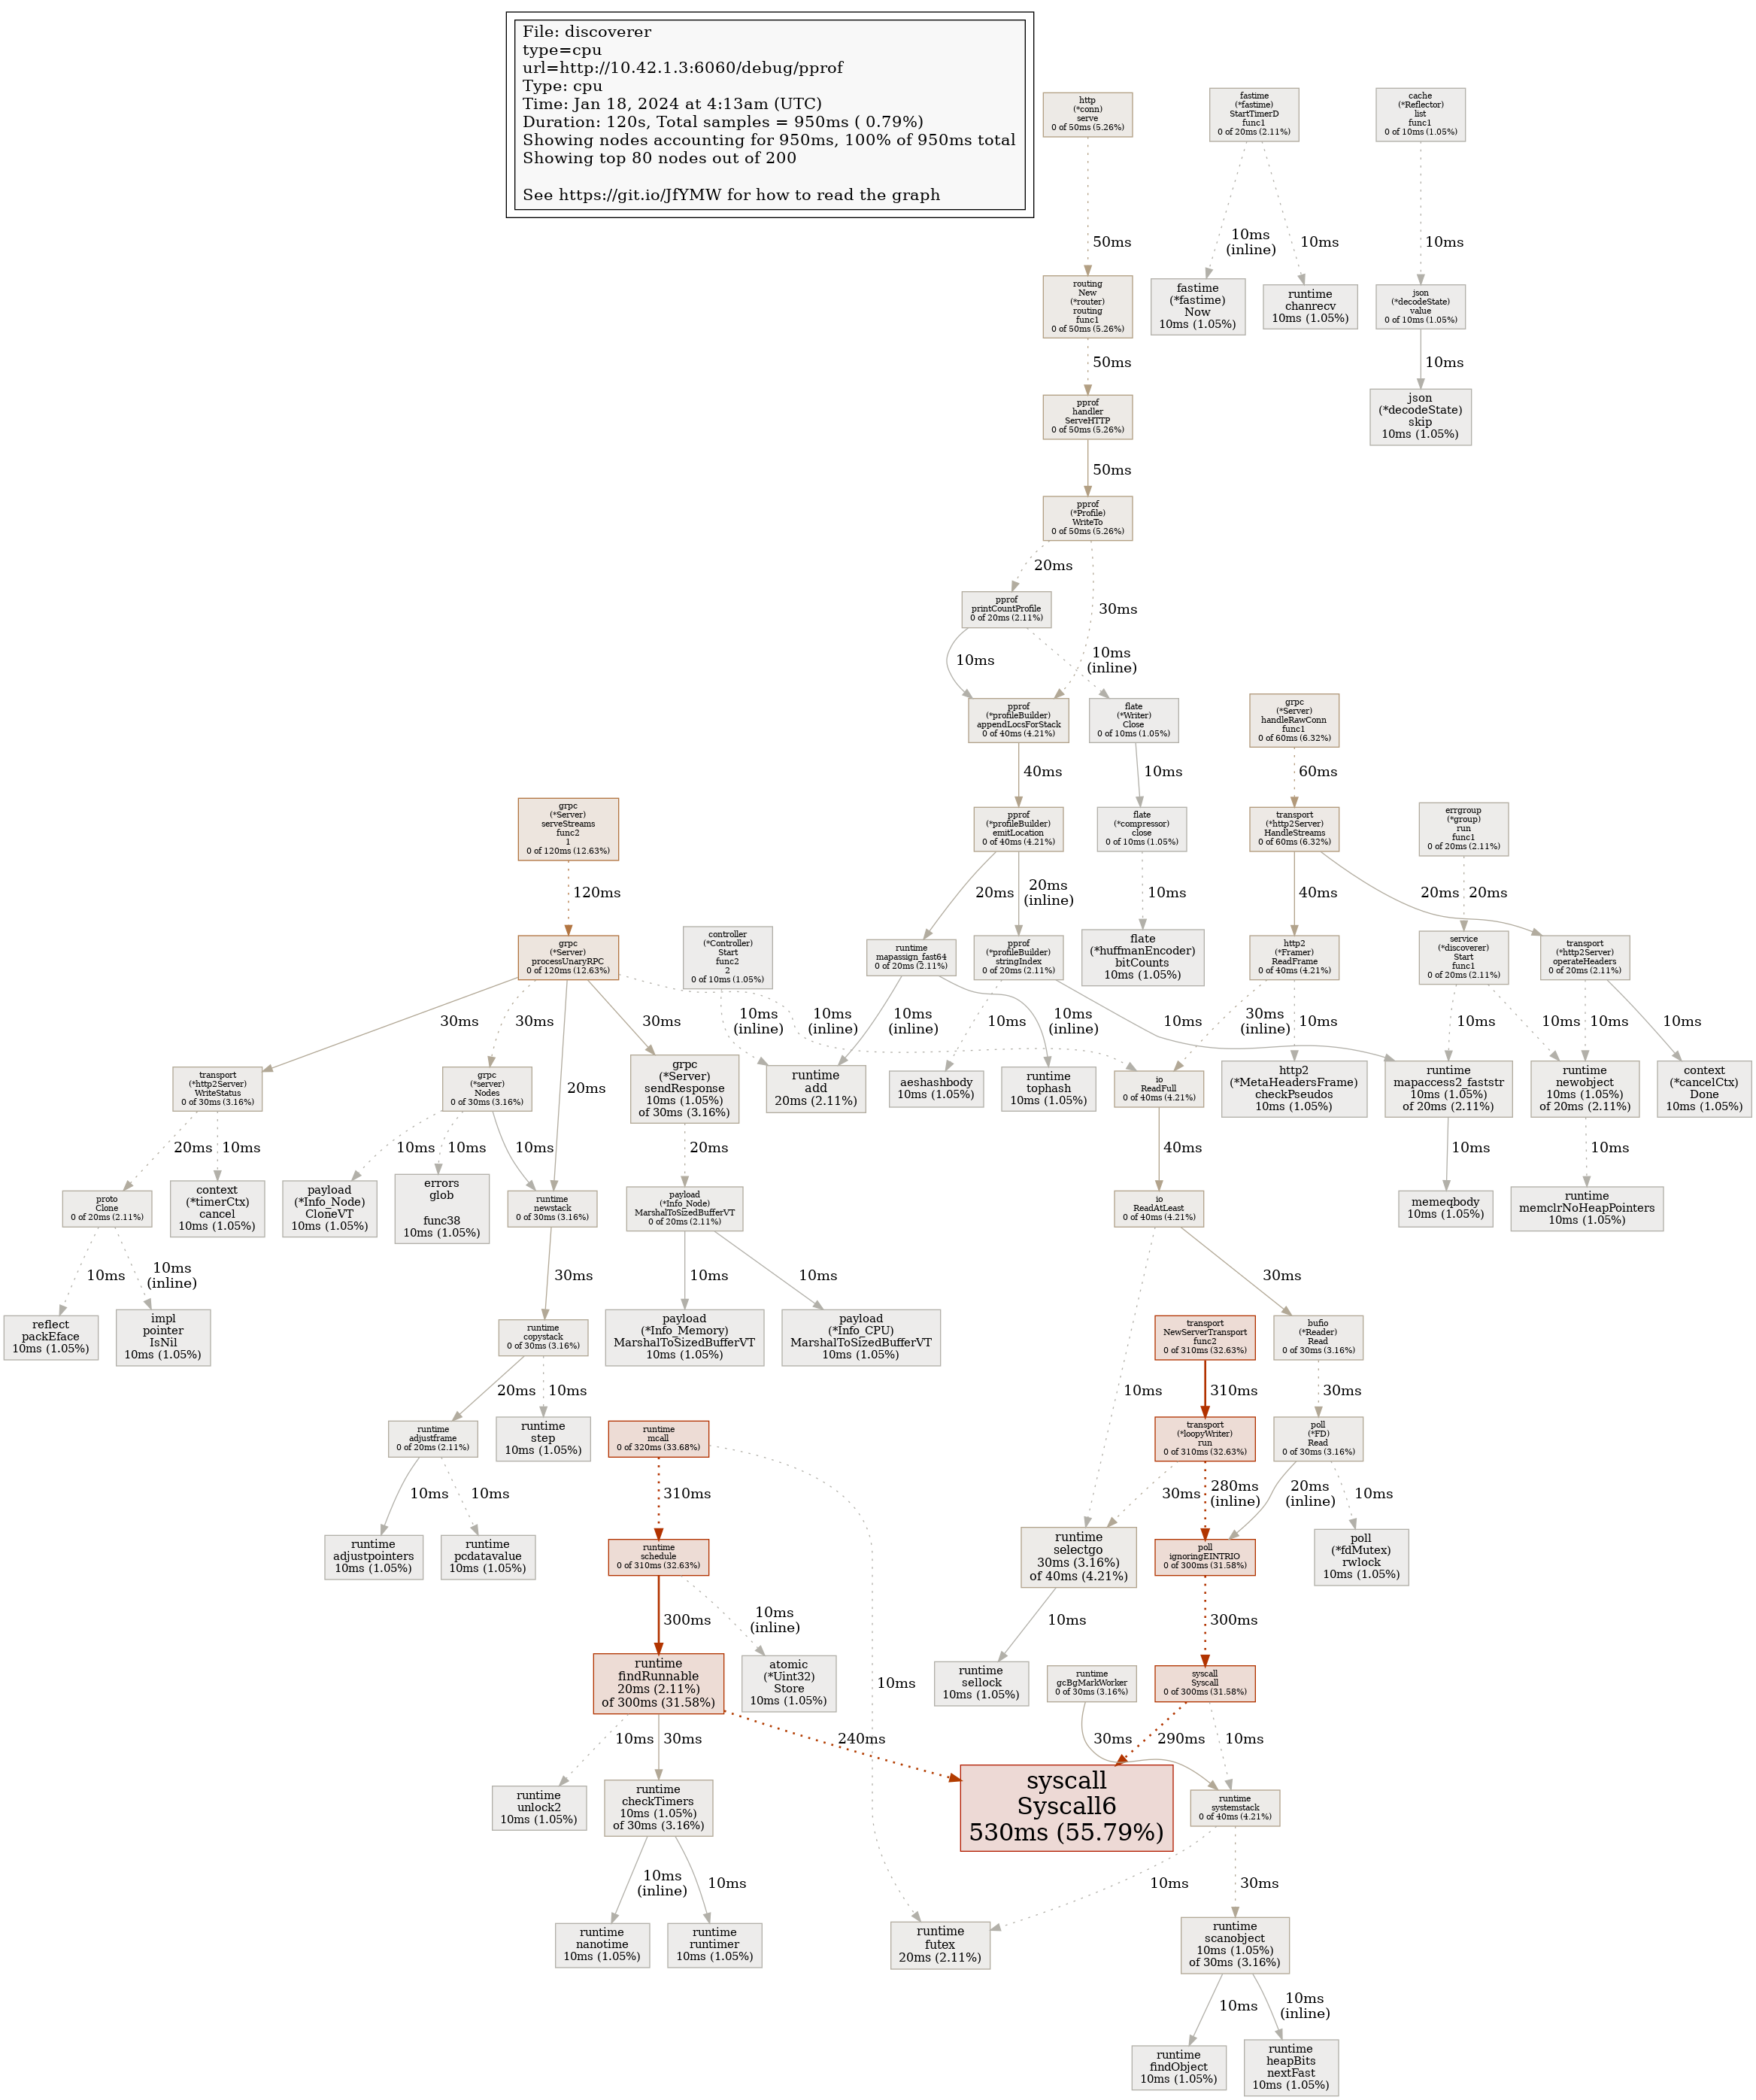 File: discoverer
type=cpu
url=http://10.42.1.3:6060/debug/pprof
Type: cpu
Time: Jan 18, 2024 at 4:13am (UTC)
Duration: 120s, Total samples = 950ms ( 0.79%)
Showing nodes accounting for 950ms, 100% of 950ms total
Showing top 80 nodes out of 200
See https://git.io/JfYMW for how to read the graph
http
(*conn)
serve
0 of 50ms (5.26%)
fastime
(*fastime)
StartTimerD
func1
0 of 20ms (2.11%)
cache
(*Reflector)
list
func1
0 of 10ms (1.05%)
50ms
10ms
(inline)
10ms
10ms
routing
New
(*router)
routing
func1
0 of 50ms (5.26%)
fastime
(*fastime)
Now
10ms (1.05%)
runtime
chanrecv
10ms (1.05%)
json
(*decodeState)
value
0 of 10ms (1.05%)
50ms
10ms
pprof
handler
ServeHTTP
0 of 50ms (5.26%)
json
(*decodeState)
skip
10ms (1.05%)
50ms
pprof
(*Profile)
WriteTo
0 of 50ms (5.26%)
20ms
30ms
pprof
printCountProfile
0 of 20ms (2.11%)
10ms
10ms
(inline)
pprof
(*profileBuilder)
appendLocsForStack
0 of 40ms (4.21%)
flate
(*Writer)
Close
0 of 10ms (1.05%)
grpc
(*Server)
handleRawConn
func1
0 of 60ms (6.32%)
40ms
10ms
60ms
grpc
(*Server)
serveStreams
func2
1
0 of 120ms (12.63%)
pprof
(*profileBuilder)
emitLocation
0 of 40ms (4.21%)
flate
(*compressor)
close
0 of 10ms (1.05%)
transport
(*http2Server)
HandleStreams
0 of 60ms (6.32%)
errgroup
(*group)
run
func1
0 of 20ms (2.11%)
120ms
20ms
20ms
(inline)
10ms
40ms
20ms
20ms
grpc
(*Server)
processUnaryRPC
0 of 120ms (12.63%)
controller
(*Controller)
Start
func2
2
0 of 10ms (1.05%)
runtime
mapassign_fast64
0 of 20ms (2.11%)
pprof
(*profileBuilder)
stringIndex
0 of 20ms (2.11%)
flate
(*huffmanEncoder)
bitCounts
10ms (1.05%)
http2
(*Framer)
ReadFrame
0 of 40ms (4.21%)
service
(*discoverer)
Start
func1
0 of 20ms (2.11%)
transport
(*http2Server)
operateHeaders
0 of 20ms (2.11%)
30ms
30ms
20ms
30ms
10ms
(inline)
10ms
(inline)
10ms
(inline)
10ms
10ms
(inline)
10ms
30ms
(inline)
10ms
10ms
10ms
10ms
10ms
transport
(*http2Server)
WriteStatus
0 of 30ms (3.16%)
grpc
(*server)
Nodes
0 of 30ms (3.16%)
grpc
(*Server)
sendResponse
10ms (1.05%)
of 30ms (3.16%)
runtime
add
20ms (2.11%)
aeshashbody
10ms (1.05%)
runtime
tophash
10ms (1.05%)
io
ReadFull
0 of 40ms (4.21%)
http2
(*MetaHeadersFrame)
checkPseudos
10ms (1.05%)
runtime
mapaccess2_faststr
10ms (1.05%)
of 20ms (2.11%)
runtime
newobject
10ms (1.05%)
of 20ms (2.11%)
context
(*cancelCtx)
Done
10ms (1.05%)
20ms
10ms
10ms
10ms
10ms
20ms
40ms
10ms
10ms
proto
Clone
0 of 20ms (2.11%)
context
(*timerCtx)
cancel
10ms (1.05%)
payload
(*Info_Node)
CloneVT
10ms (1.05%)
errors
glob
func38
10ms (1.05%)
runtime
newstack
0 of 30ms (3.16%)
payload
(*Info_Node)
MarshalToSizedBufferVT
0 of 20ms (2.11%)
io
ReadAtLeast
0 of 40ms (4.21%)
memeqbody
10ms (1.05%)
runtime
memclrNoHeapPointers
10ms (1.05%)
10ms
10ms
(inline)
30ms
10ms
10ms
10ms
30ms
reflect
packEface
10ms (1.05%)
impl
pointer
IsNil
10ms (1.05%)
runtime
copystack
0 of 30ms (3.16%)
payload
(*Info_Memory)
MarshalToSizedBufferVT
10ms (1.05%)
payload
(*Info_CPU)
MarshalToSizedBufferVT
10ms (1.05%)
transport
NewServerTransport
func2
0 of 310ms (32.63%)
bufio
(*Reader)
Read
0 of 30ms (3.16%)
20ms
10ms
310ms
30ms
runtime
adjustframe
0 of 20ms (2.11%)
runtime
step
10ms (1.05%)
runtime
mcall
0 of 320ms (33.68%)
transport
(*loopyWriter)
run
0 of 310ms (32.63%)
poll
(*FD)
Read
0 of 30ms (3.16%)
10ms
10ms
310ms
10ms
30ms
280ms
(inline)
20ms
(inline)
10ms
runtime
adjustpointers
10ms (1.05%)
runtime
pcdatavalue
10ms (1.05%)
runtime
schedule
0 of 310ms (32.63%)
runtime
selectgo
30ms (3.16%)
of 40ms (4.21%)
poll
ignoringEINTRIO
0 of 300ms (31.58%)
poll
(*fdMutex)
rwlock
10ms (1.05%)
300ms
10ms
(inline)
10ms
300ms
runtime
findRunnable
20ms (2.11%)
of 300ms (31.58%)
atomic
(*Uint32)
Store
10ms (1.05%)
runtime
sellock
10ms (1.05%)
runtime
gcBgMarkWorker
0 of 30ms (3.16%)
syscall
Syscall
0 of 300ms (31.58%)
10ms
30ms
240ms
30ms
290ms
10ms
runtime
unlock2
10ms (1.05%)
runtime
checkTimers
10ms (1.05%)
of 30ms (3.16%)
syscall
Syscall6
530ms (55.79%)
runtime
systemstack
0 of 40ms (4.21%)
10ms
(inline)
10ms
10ms
10ms
30ms
runtime
nanotime
10ms (1.05%)
runtime
runtimer
10ms (1.05%)
runtime
futex
20ms (2.11%)
runtime
scanobject
10ms (1.05%)
of 30ms (3.16%)
10ms
10ms
(inline)
runtime
findObject
10ms (1.05%)
runtime
heapBits
nextFast
10ms (1.05%)